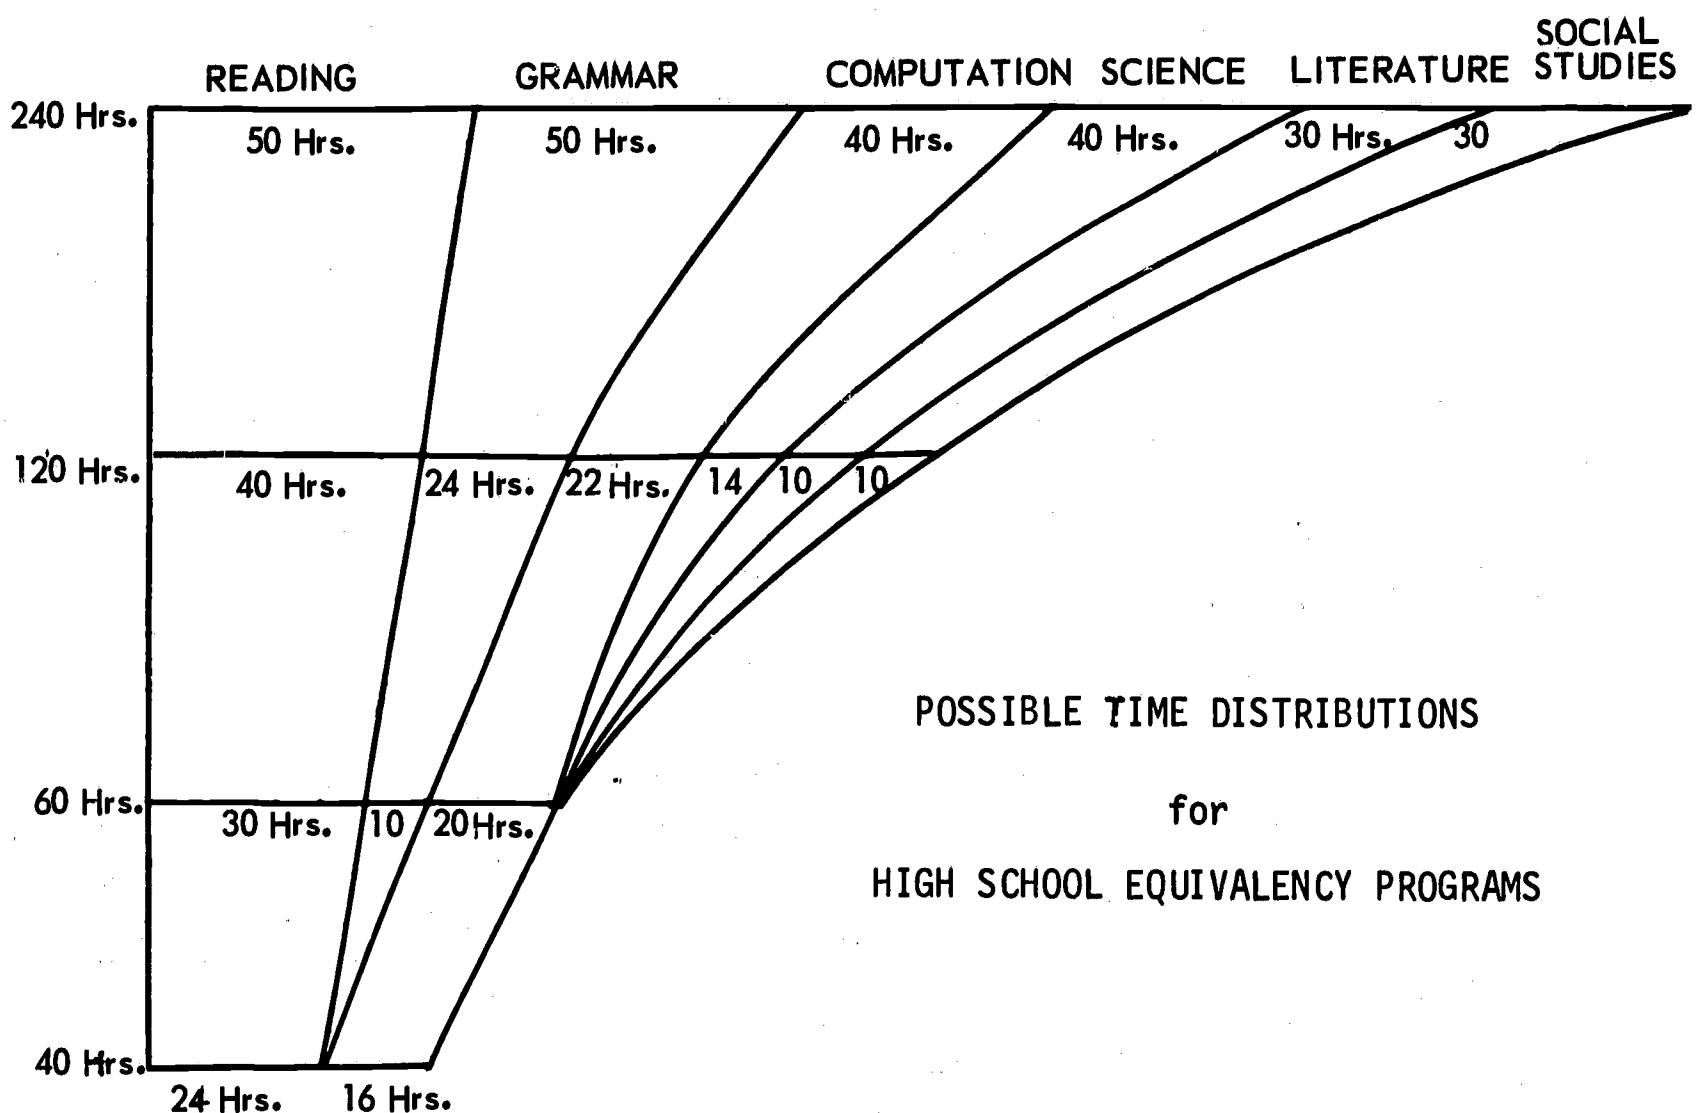 SOCIAL
READING GRAMMAR COMPUTATION SCIENCE LITERATURE STUDIES
240 Hrs.
50 Hrs. 50 Hrs. 40 Hrs. 40 Hrs. 30 Hrs. 30
120 Hrs.
40 Hrs. 24 Hrs. 22 Hrs. 14 10 10
POSSIBLE TIME DISTRIBUTIONS
60 Hrs.
for
30 Hrs. 10 20 Hrs.
HIGH SCHOOL EQUIVALENCY PROGRAMS
40 Hrs.
24 Hrs. 16 Hrs.